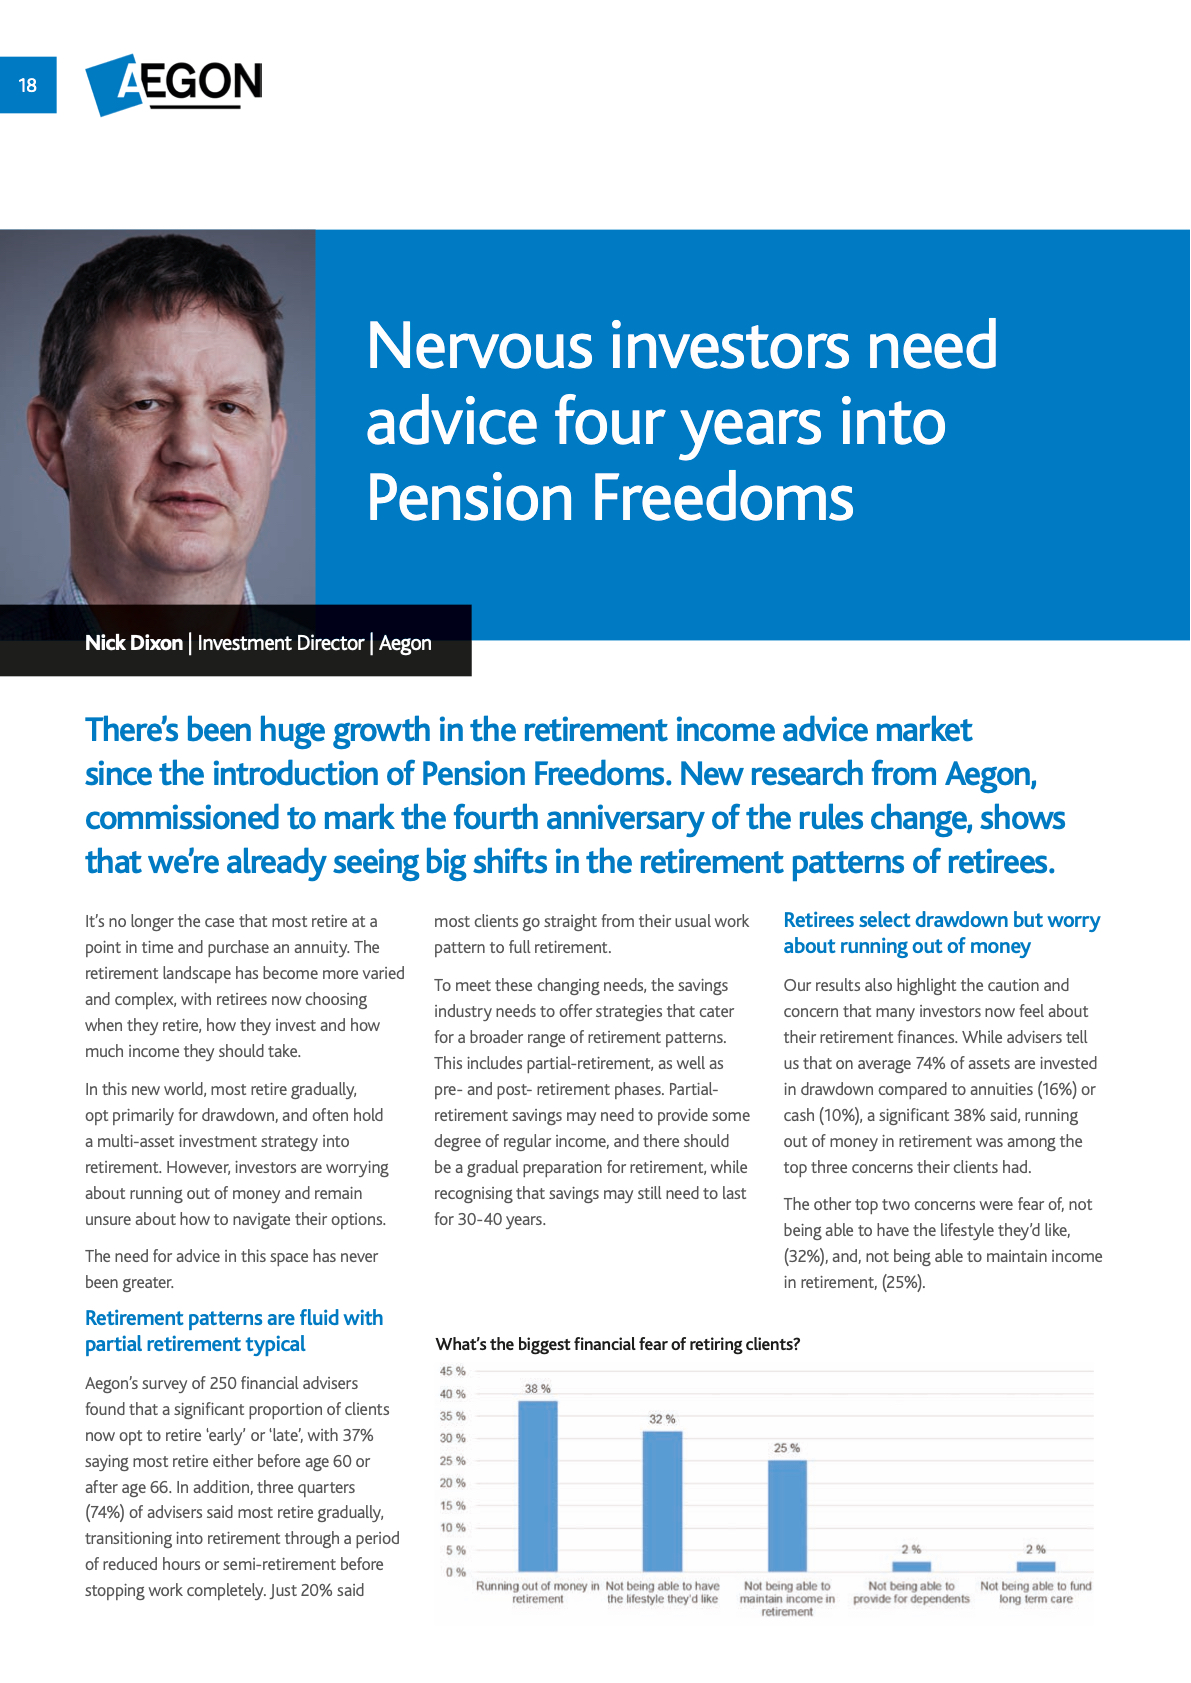 18
AEGON
Nervous investors need
advice four years into
Pension Freedoms
Nick Dixon | Investment Director | Aegon
There’s been huge growth in the retirement income advice market
since the introduction of Pension Freedoms. New research from Aegon,
commissioned to mark the fourth anniversary of the rules change, shows
that we’re already seeing big shifts in the retirement patterns of retirees.
It’s no longer the case that most retire at a
point in time and purchase an annuity. The
retirement landscape has become more varied
and complex, with retirees now choosing
when they retire, how they invest and how
much income they should take.
In this new world, most retire gradually,
opt primarily for drawdown, and often hold
a multi-asset investment strategy into
retirement. However, investors are worrying
about running out of money and remain
unsure about how to navigate their options.
The need for advice in this space has never
been greater.
Retirement patterns are fluid with
partial retirement typical
Aegon’s survey of 250 financial advisers
found that a significant proportion of clients
now opt to retire ‘early’ or ‘late’, with 37%
saying most retire either before age 60 or
after age 66. In addition, three quarters
(74%) of advisers said most retire gradually,
transitioning into retirement through a period
of reduced hours or semi-retirement before
stopping work completely. Just 20% said
most clients go straight from their usual work
pattern to full retirement.
To meet these changing needs, the savings
industry needs to offer strategies that cater
for a broader range of retirement patterns.
This includes partial-retirement, as well as
pre- and post- retirement phases. Partial-
retirement savings may need to provide some
degree of regular income, and there should
be a gradual preparation for retirement, while
recognising that savings may still need to last
for 30-40 years.
Retirees select drawdown but worry
about running out of money
Our results also highlight the caution and
concern that many investors now feel about
their retirement finances. While advisers tell
us that on average 74% of assets are invested
in drawdown compared to annuities (16%) or
cash (10%), a significant 38% said, running
out of money in retirement was among the
top three concerns their clients had.
The other top two concerns were fear of, not
being able to have the lifestyle they’d like,
(32%), and, not being able to maintain income
in retirement, (25%).
What’s the biggest financial fear of retiring clients?
45 %
40 %
35 %
30 %
25 %
20 %
15 %
10 %
5 %
0 %
38 %
32 %
25 %
2 %
2 %
Running out of money in
retirement
Not being able to have
the lifestyle they’d like
Not being able to
maintain income in
retirement
Not being able to
provide for dependents
Not being able to fund
long term care